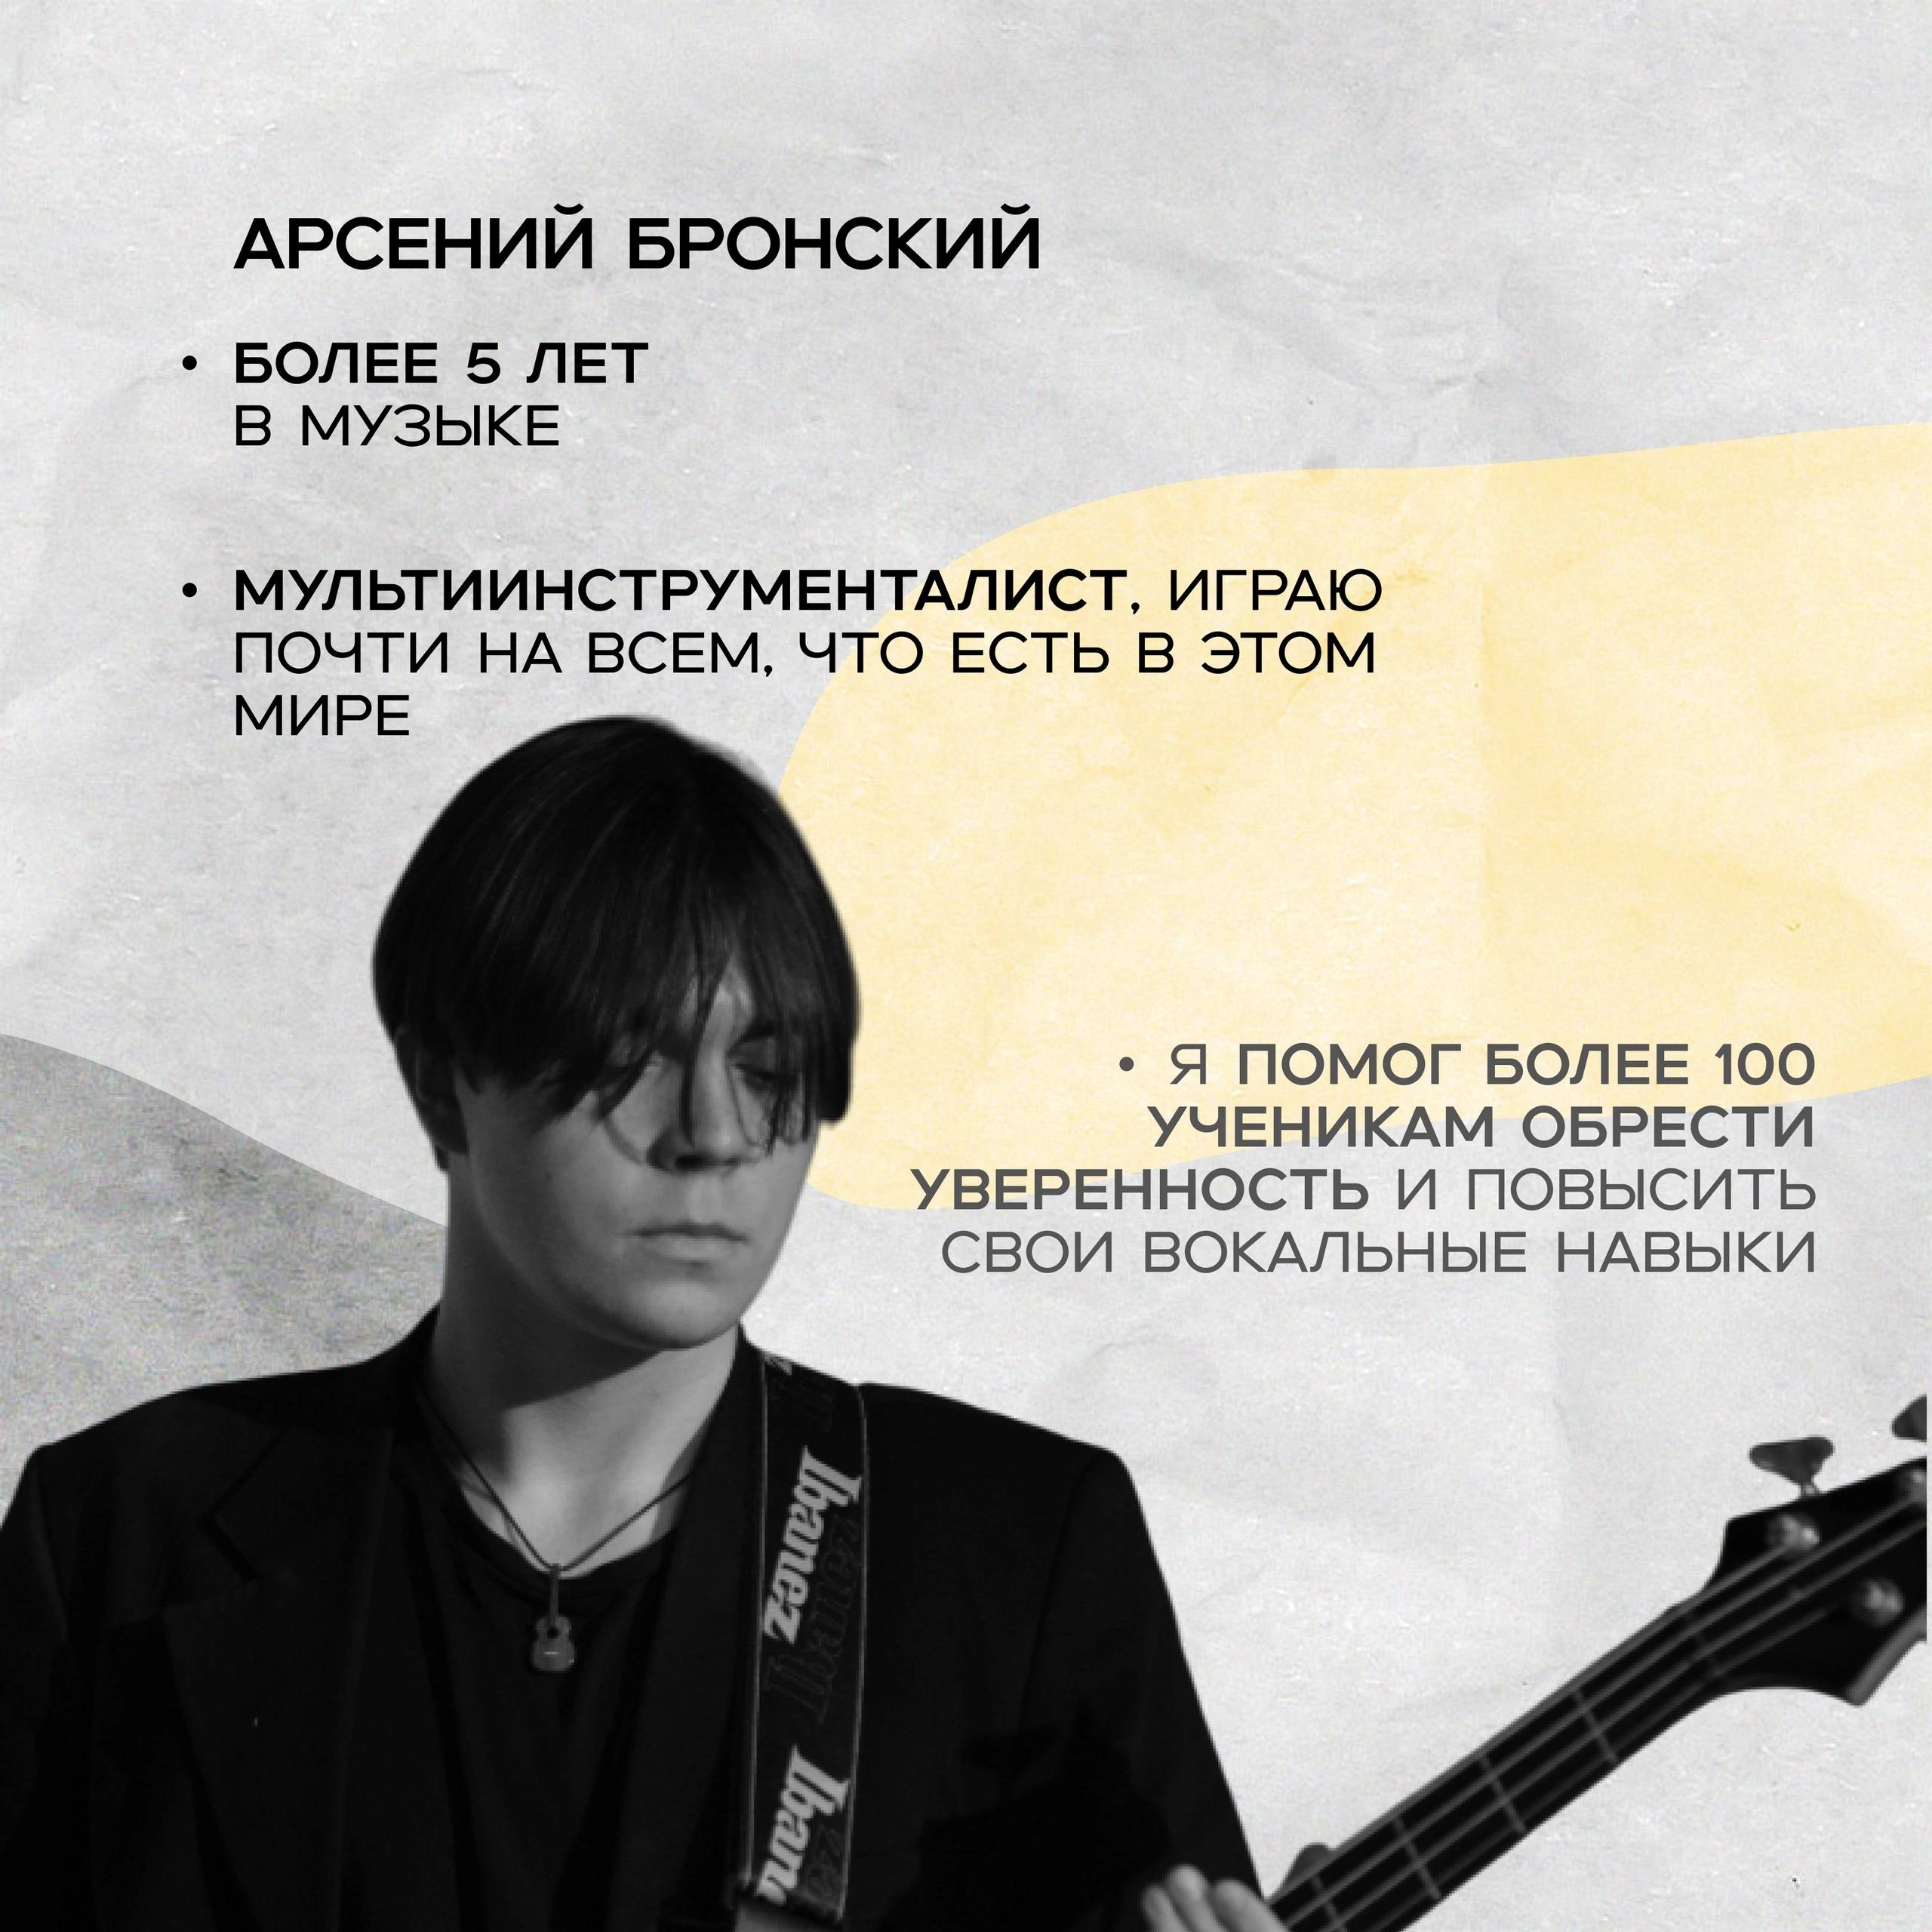 АРСЕНИЙ БРОНСКИЙ
• БОЛЕЕ 5 ЛЕТ
В МУЗЫКЕ
• МУЛЬТИИНСТРУМЕНТАЛИСТ, ИГРАЮ
ПОЧТИ НА ВСЕМ, ЧТО ЕСТЬ В ЭТОМ
МИРЕ
• Я ПОМОГ БОЛЕЕ 100
УЧЕНИКАМ ОБРЕСТИ
УВЕРЕННОСТЬ И ПОВЫСИТЬ
СВОИ ВОКАЛЬНЫЕ НАВЫКИ
Ibanez
Ibanez
Iban